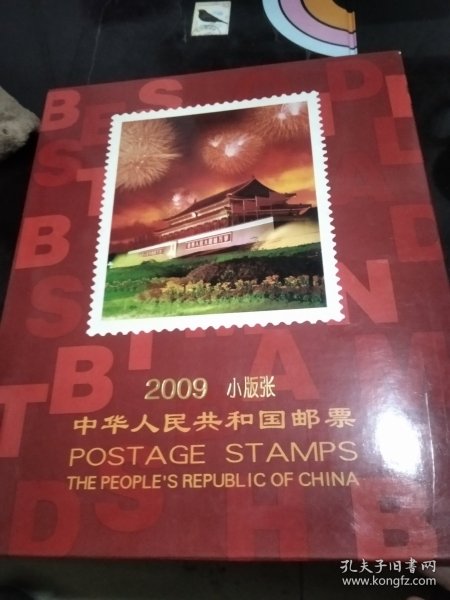 2009 小版张
中华人民共和国邮票
POSTAGE STAMPS
THE PEOPLE'S REPUBLIC OF CHINA
孔夫子旧书网
www.kongfz.com